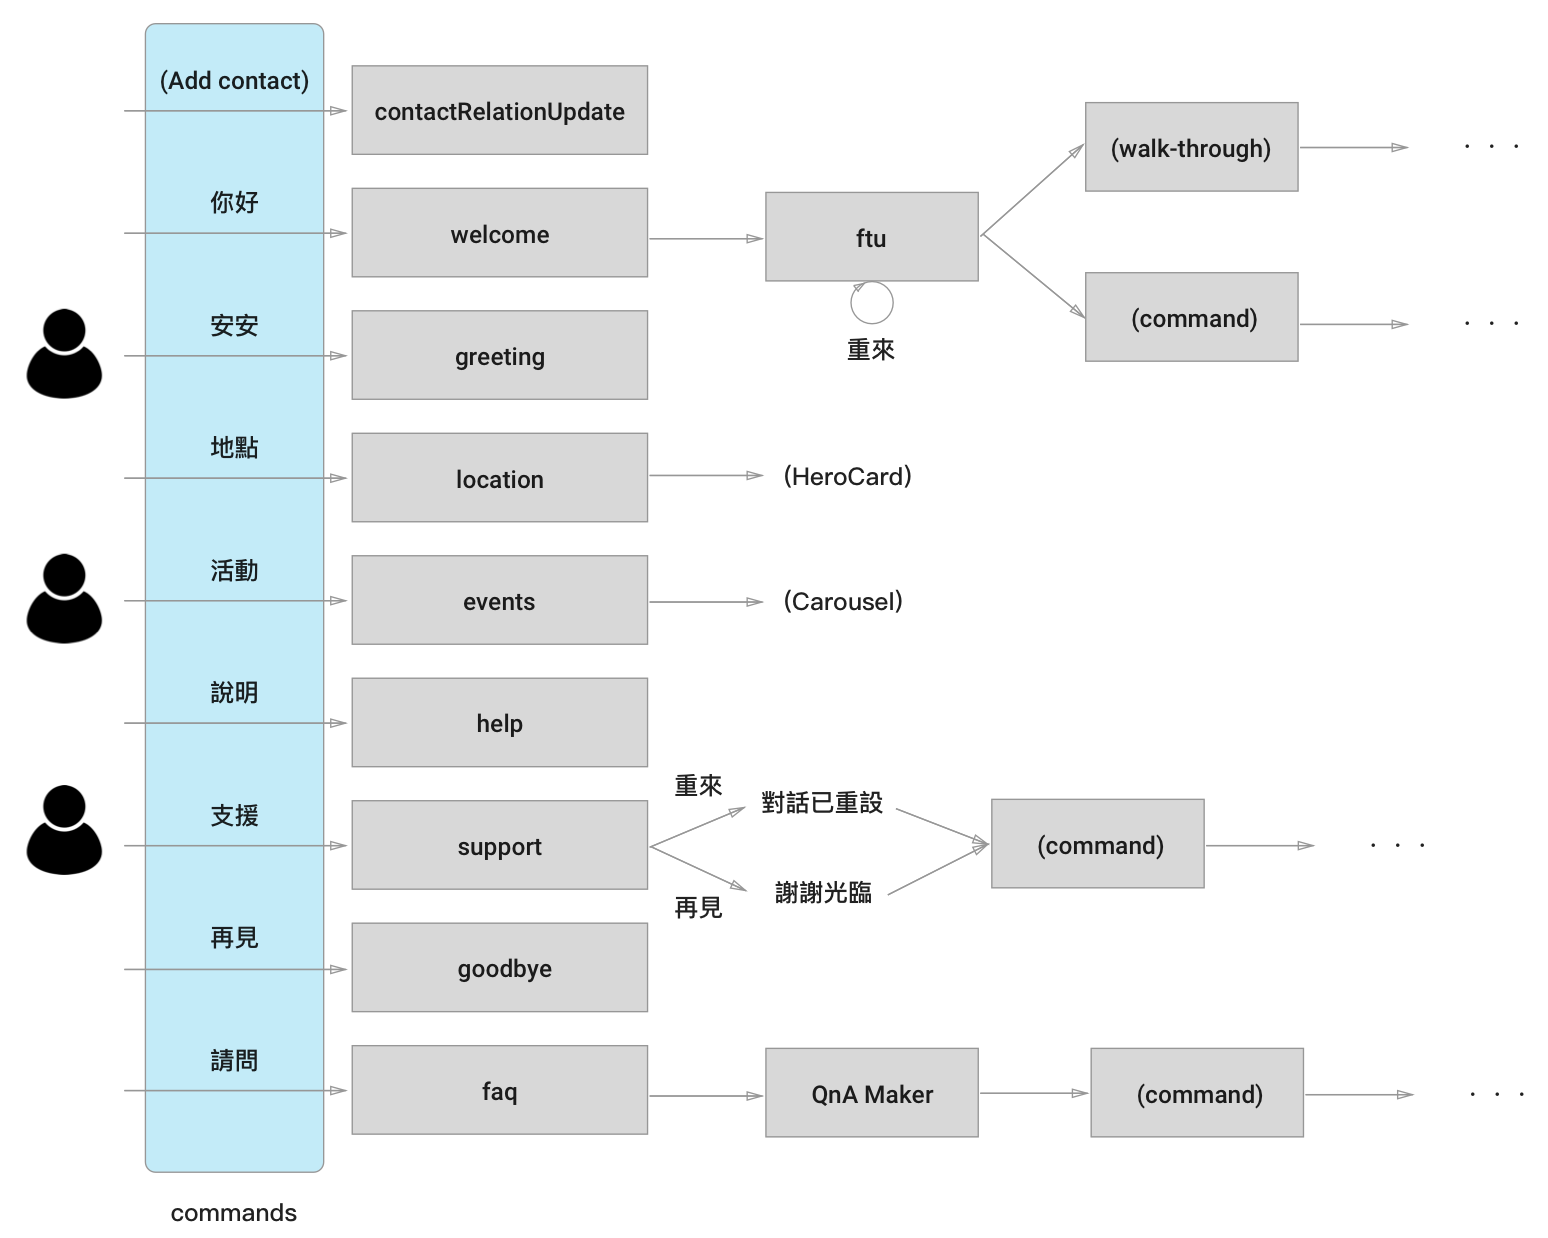 (Add contact)
contactRelationUpdate
(walk-through)
. . .
你好
welcome
ftu
重來
(command)
. . .
安安
greeting
地點
location
(HeroCard)
活動
events
(Carousel)
說明
help
支援
support
重來
對話已重設
再見
謝謝光臨
(command)
. . .
再見
goodbye
請問
faq
QnA Maker
(command)
. . .
commands